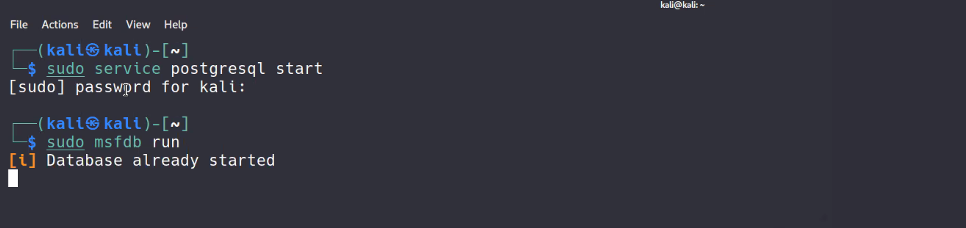 kali@kali: ~
File Actions Edit View Help
┌──(kali㉿kali)-[~]
└─$ sudo service postgresql start
[sudo] password for kali:
┌──(kali㉿kali)-[~]
└─$ sudo msfdb run
[i] Database already started